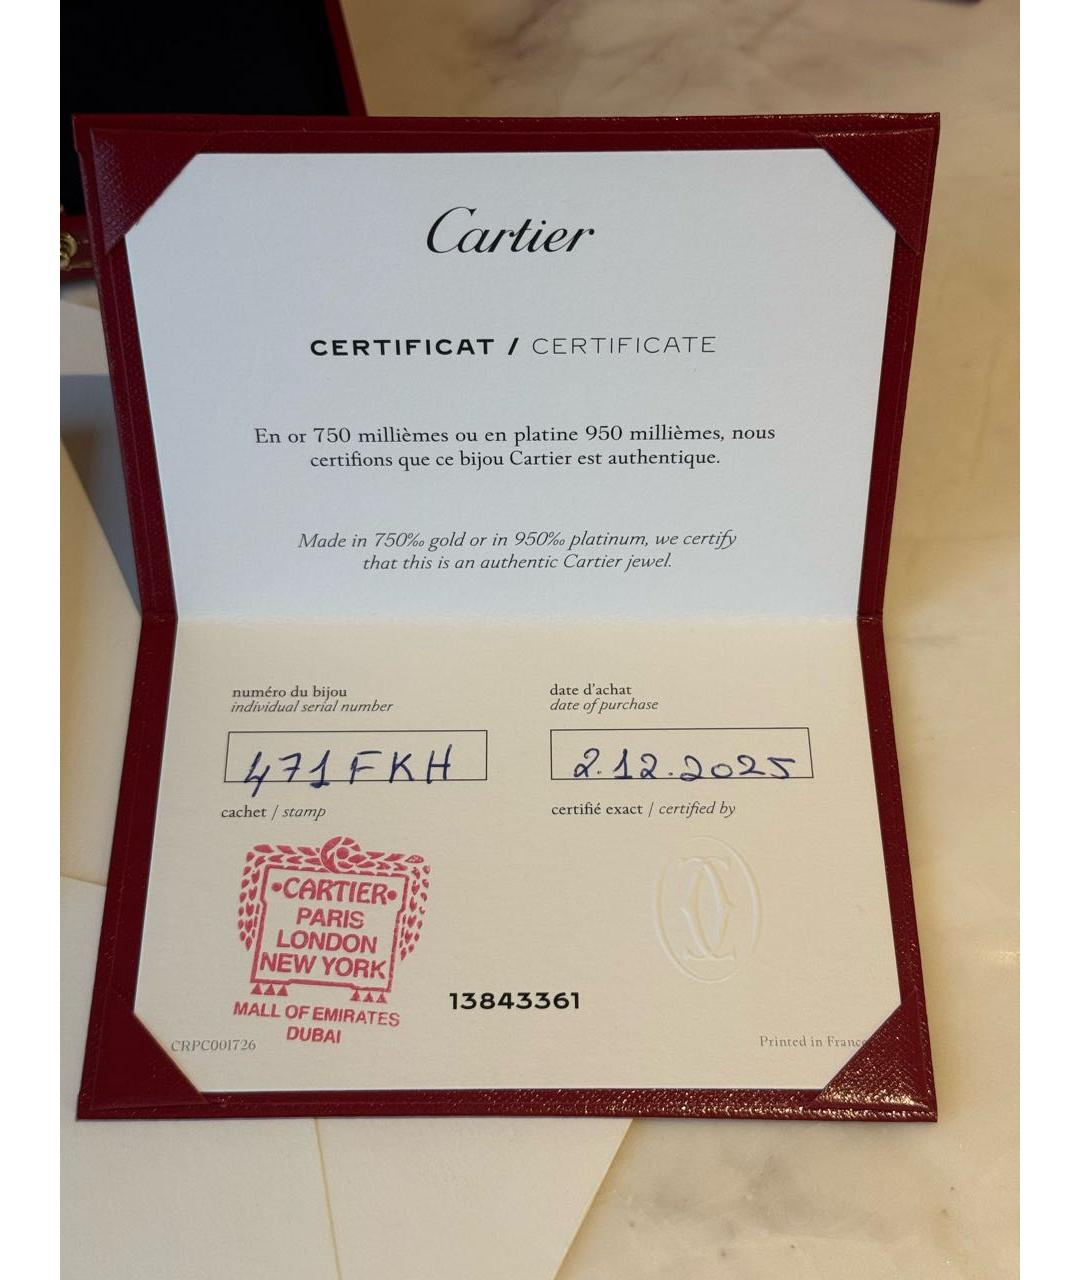 Cartier
CERTIFICAT / CERTIFICATE
En or 750 millièmes ou en platine 950 millièmes, nous
certifions que ce bijou Cartier est authentique.
Made in 750‰ gold or in 950‰ platinum, we certify
that this is an authentic Cartier jewel.
numéro du bijou
individual serial number
date d'achat
date of purchase
471FKH
2.12.2025
cachet / stamp
certifié exact / certified by
•CARTIER•
PARIS
LONDON
NEW YORK
MALL OF EMIRATES
DUBAI
13843361
CRPC001726
Printed in France